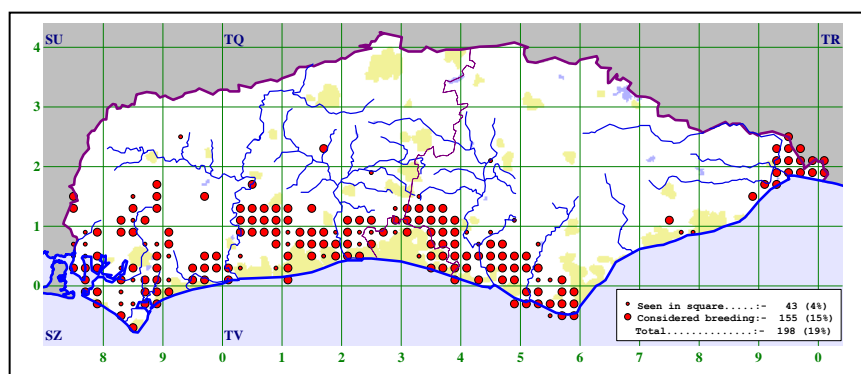 SU TQ TR
4
3
2
1
0
Seen in square.....:- 43 (4%)
Considered breeding:- 155 (15%)
Total..............:- 198 (19%)
SZ TV
8 9 0 1 2 3 4 5 6 7 8 9 0